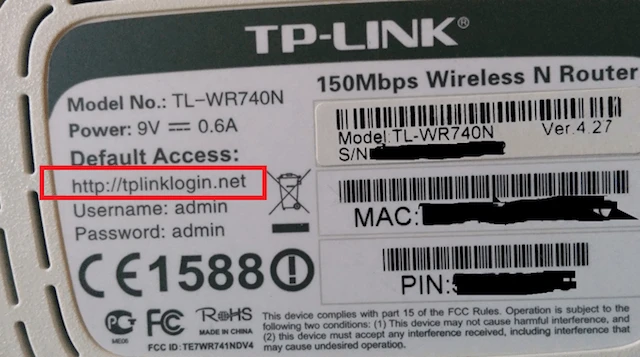 TP-LINK®
150Mbps Wireless N Router
Model No.: TL-WR740N
Power: 9V ⎓ 0.6A
Default Access:
http://tplinklogin.net
Username: admin
Password: admin
Model:TL-WR740N Ver.4.27
S/N
MAC:
PIN:
CE1588
FC
RoHS
MADE IN CHINA
FCC ID: TE7WR741NDV4
This device complies with part 15 of the FCC Rules. Operation is subject to the
following two conditions: (1) This device may not cause harmful interference, and
(2) this device must accept any interference received, including interference that
may cause undesired operation.